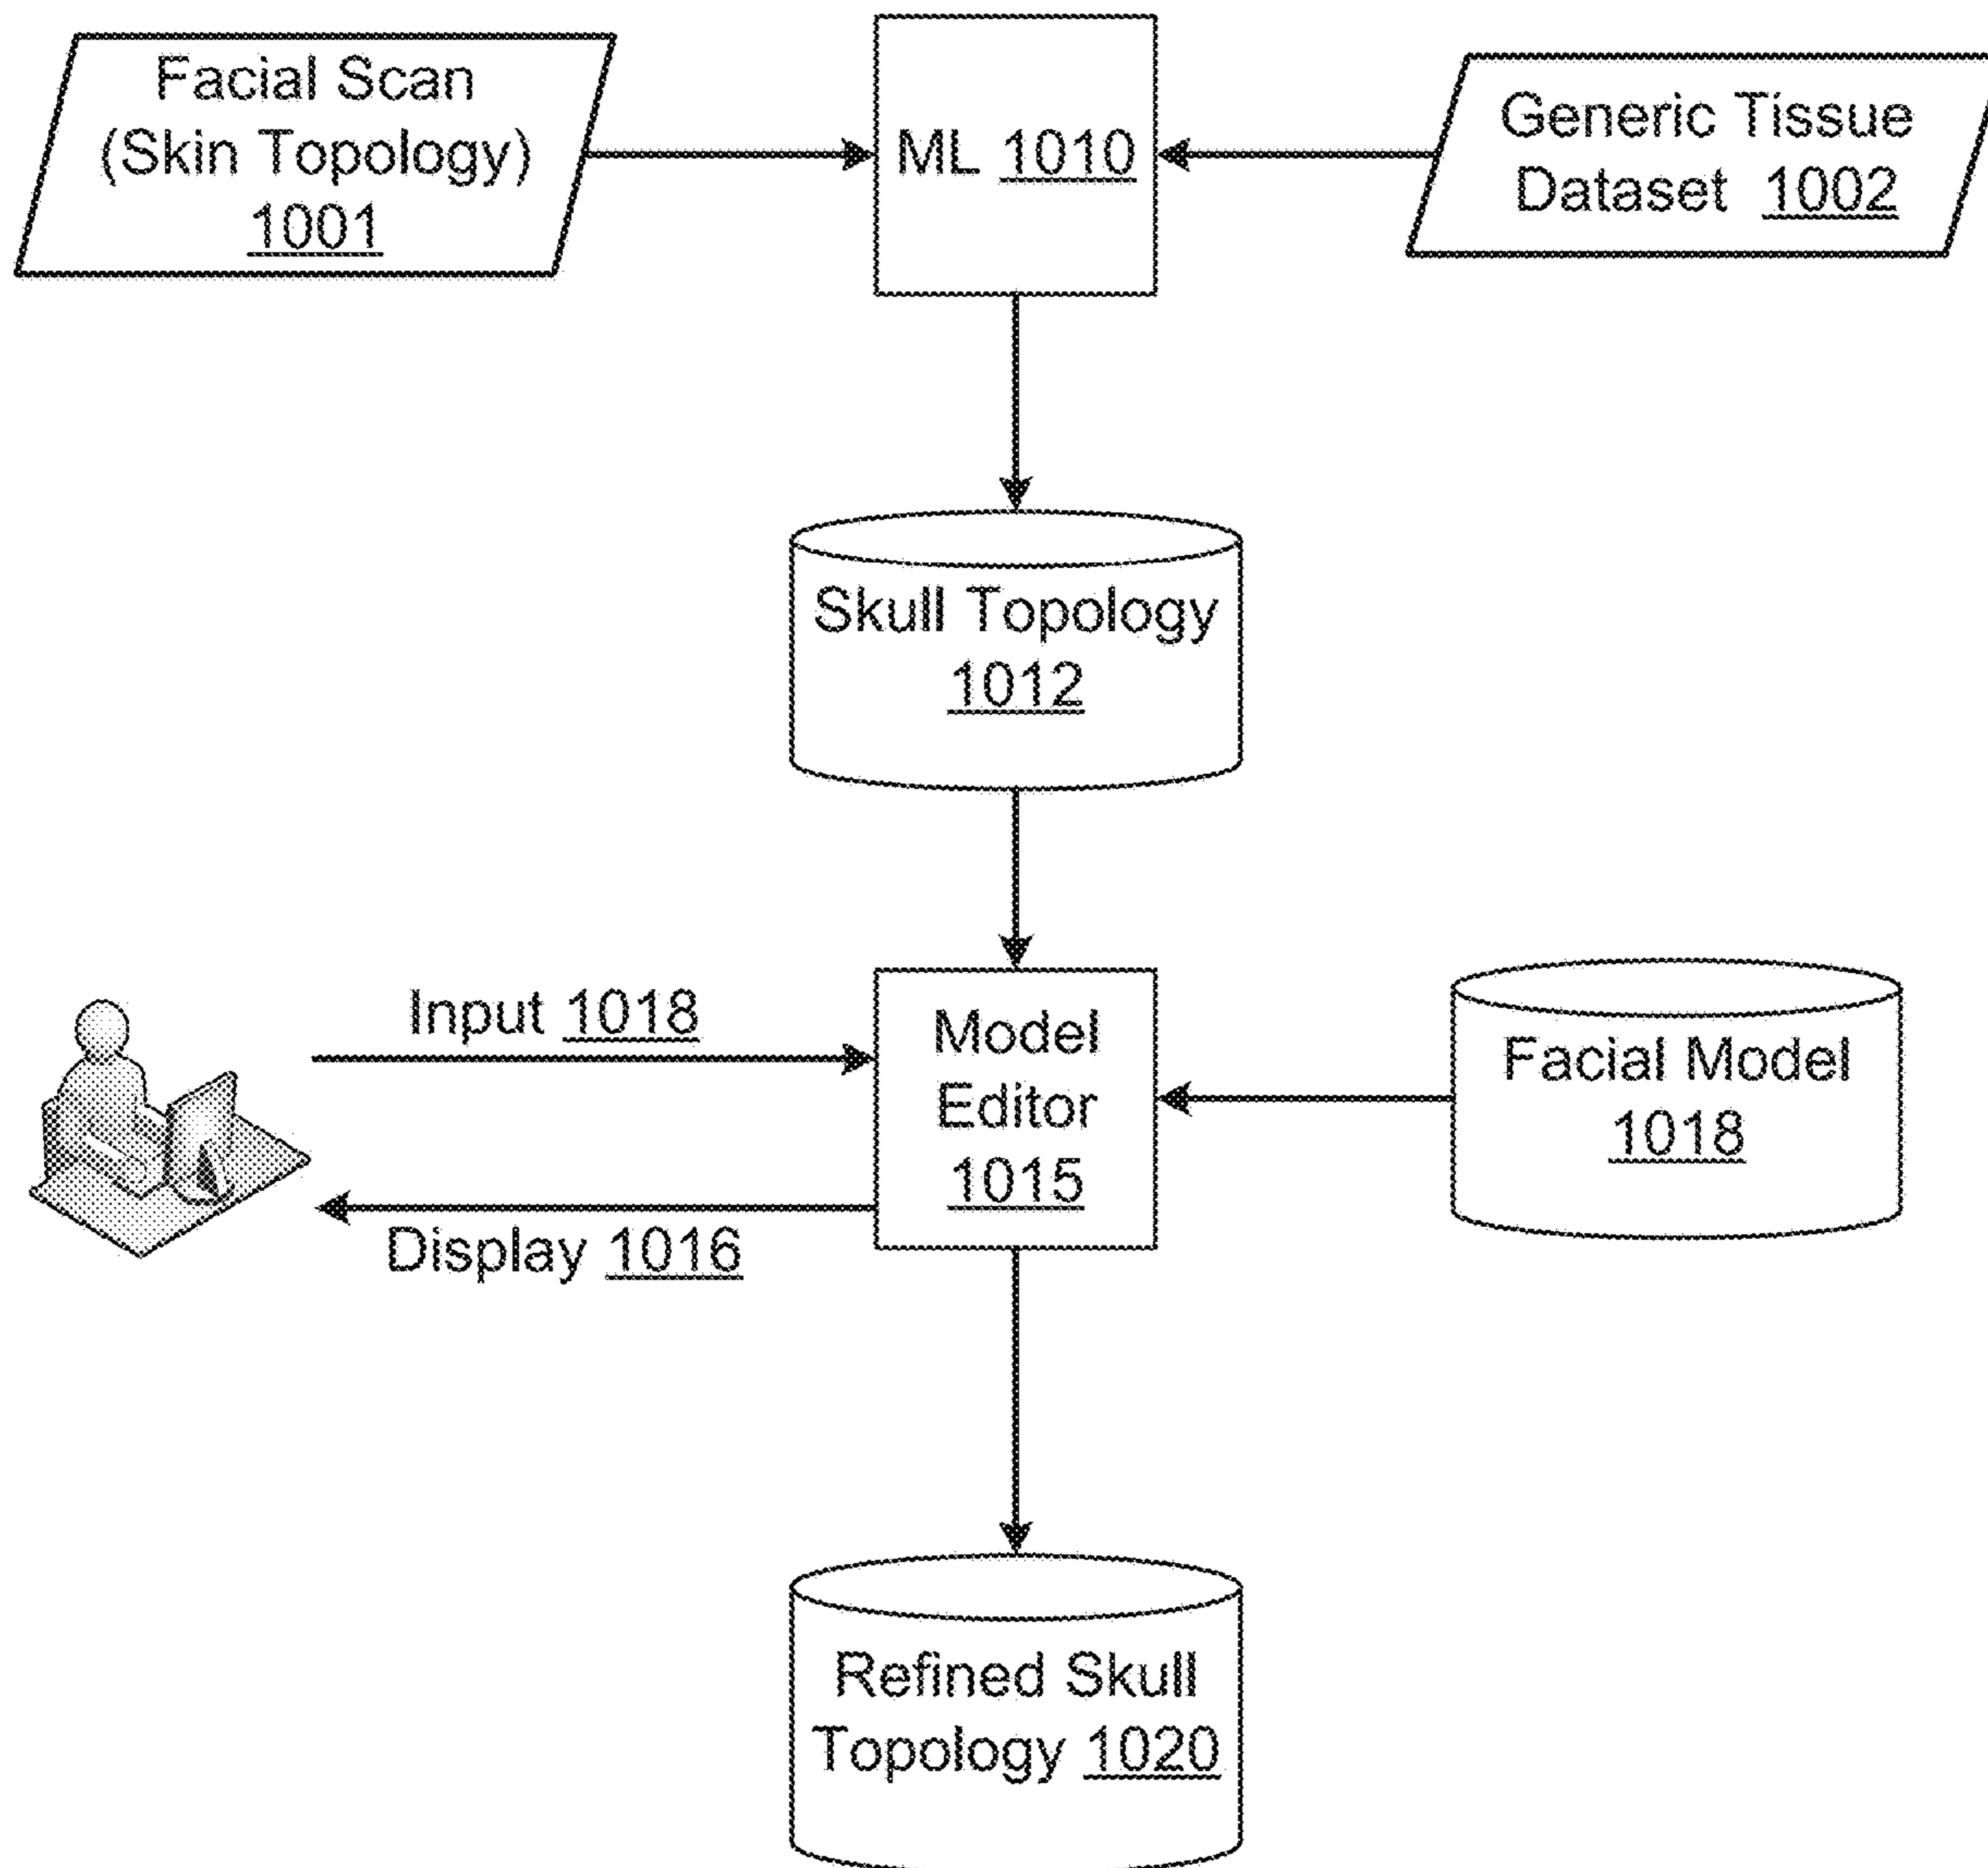 Facial Scan
(Skin Topology)
1001
ML 1010
Generic Tissue
Dataset 1002
Skull Topology
1012
Input 1018
Model
Editor
1015
Facial Model
1018
Display 1016
Refined Skull
Topology 1020